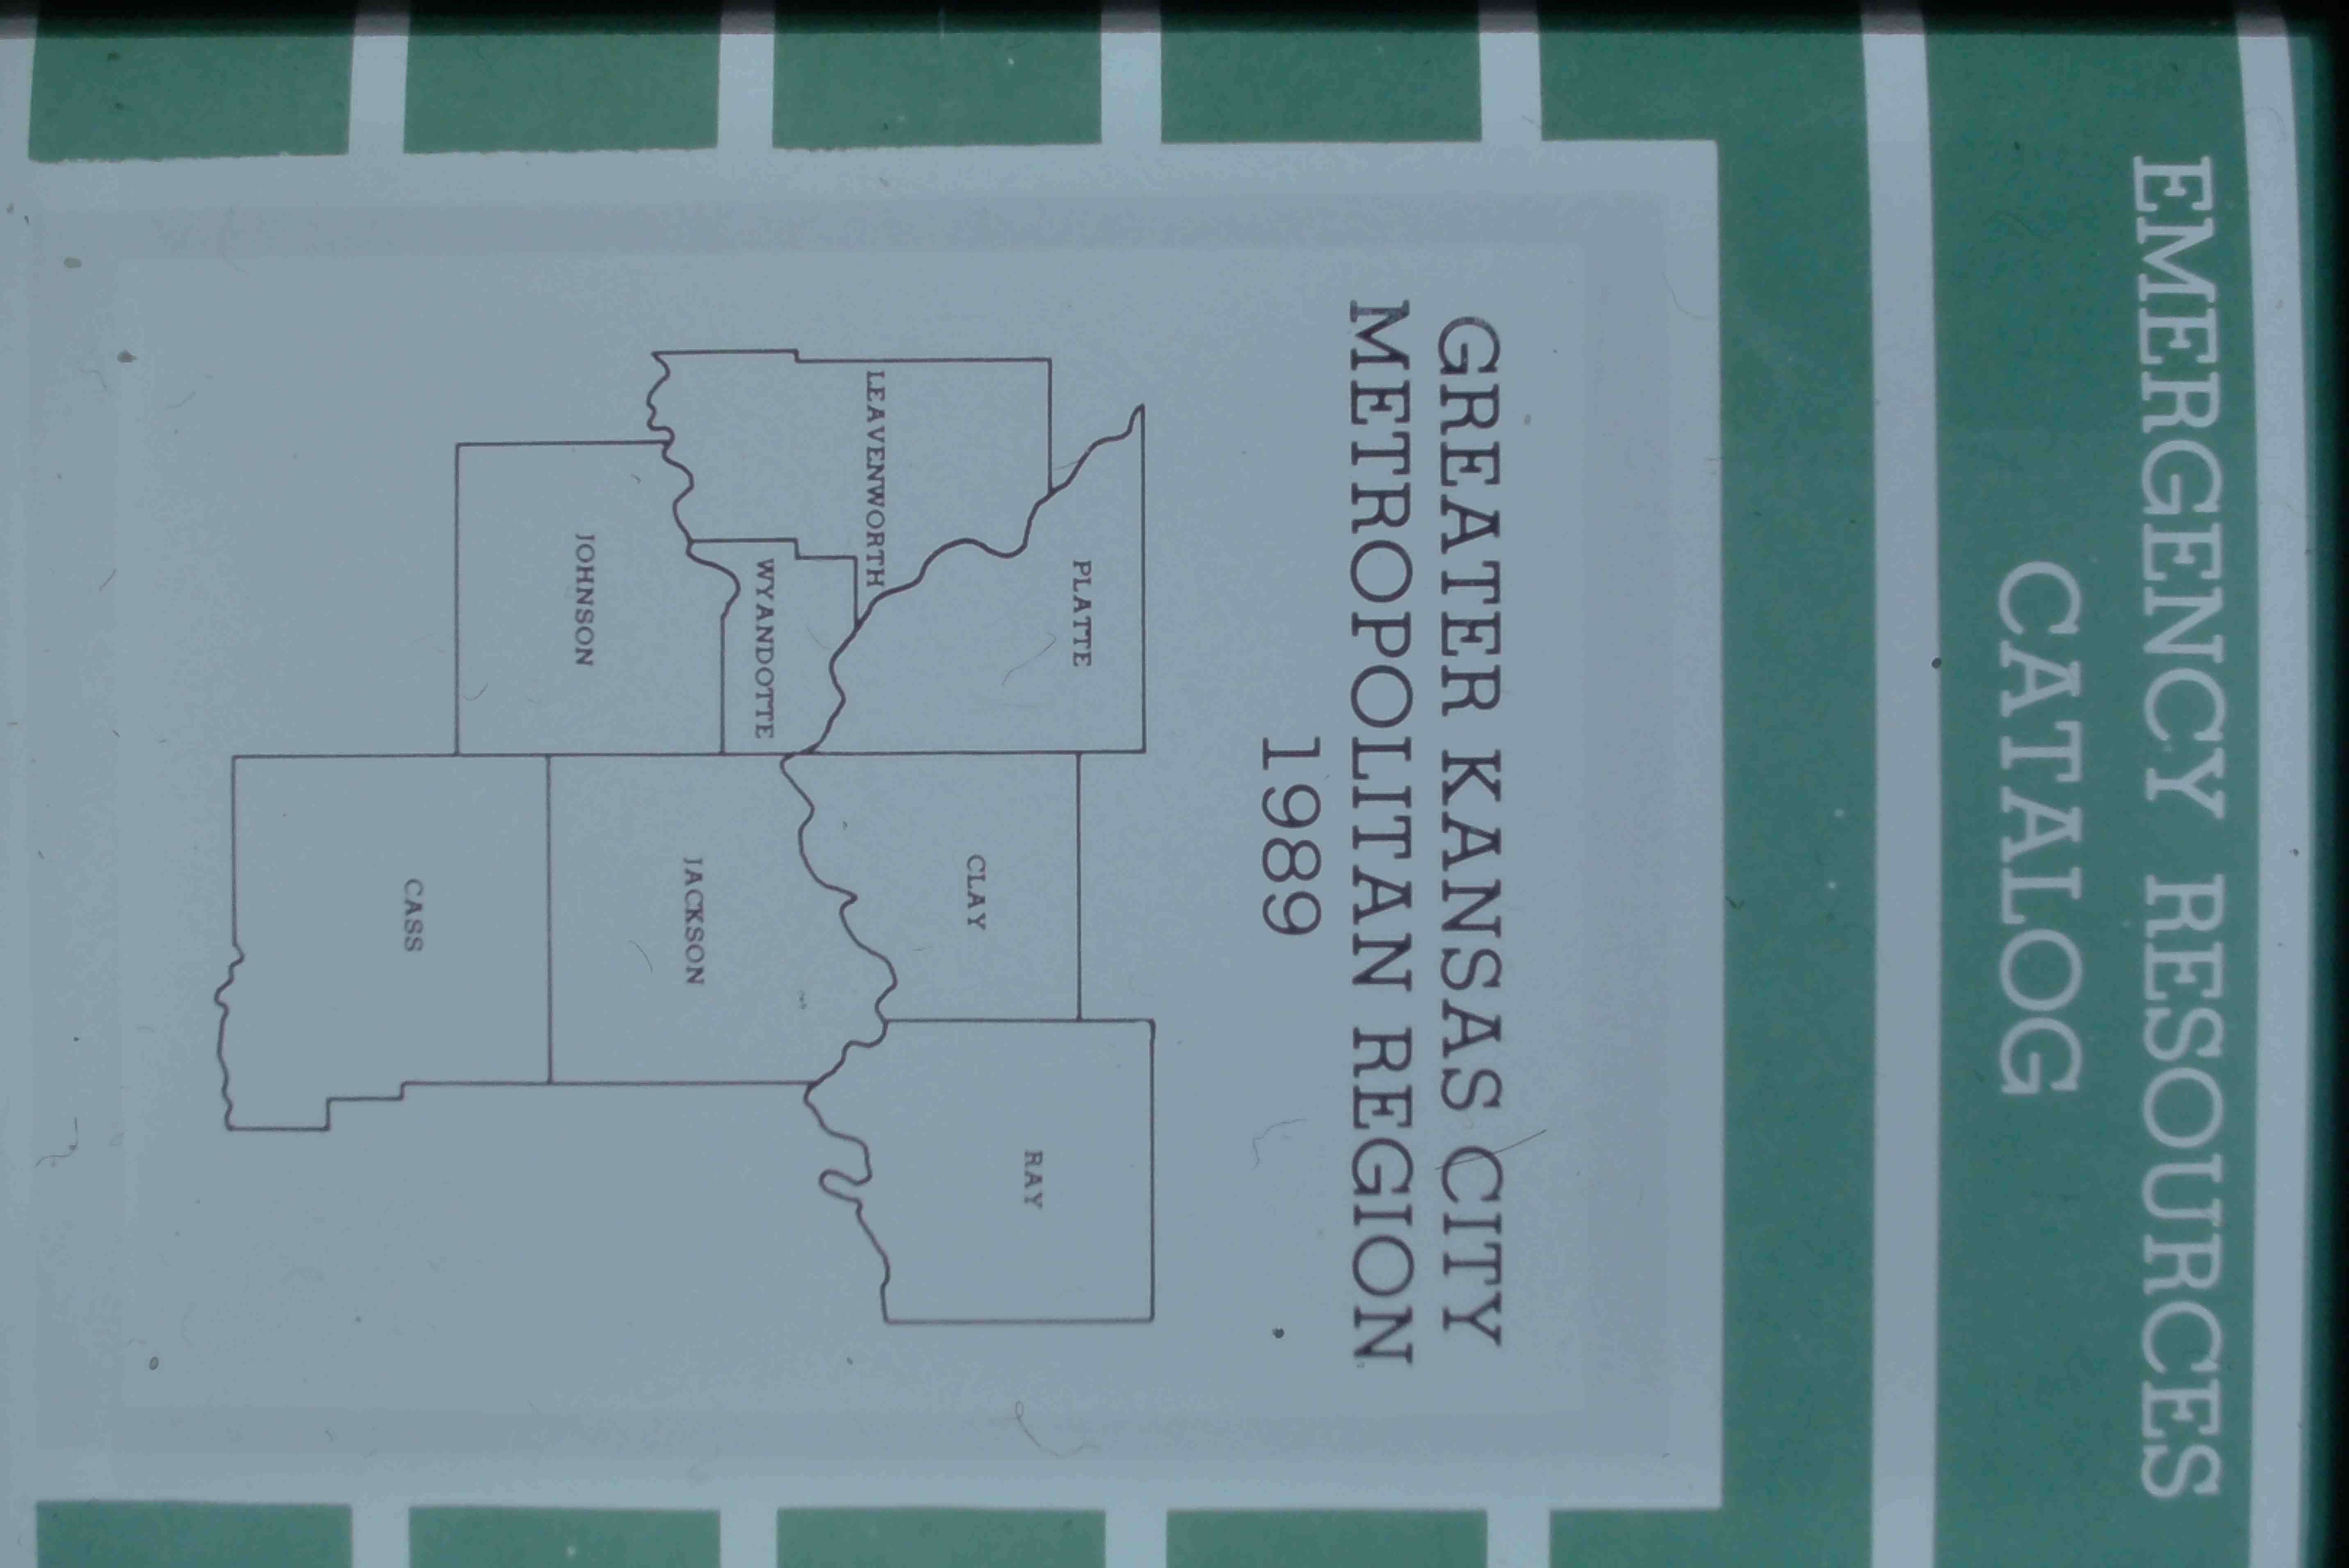 EMERGENCY RESOURCES
CATALOG
GREATER KANSAS CITY
METROPOLITAN REGION
1989
PLATTE
RAY
CLAY
LEAVENWORTH
WYANDOTTE
JACKSON
JOHNSON
CASS